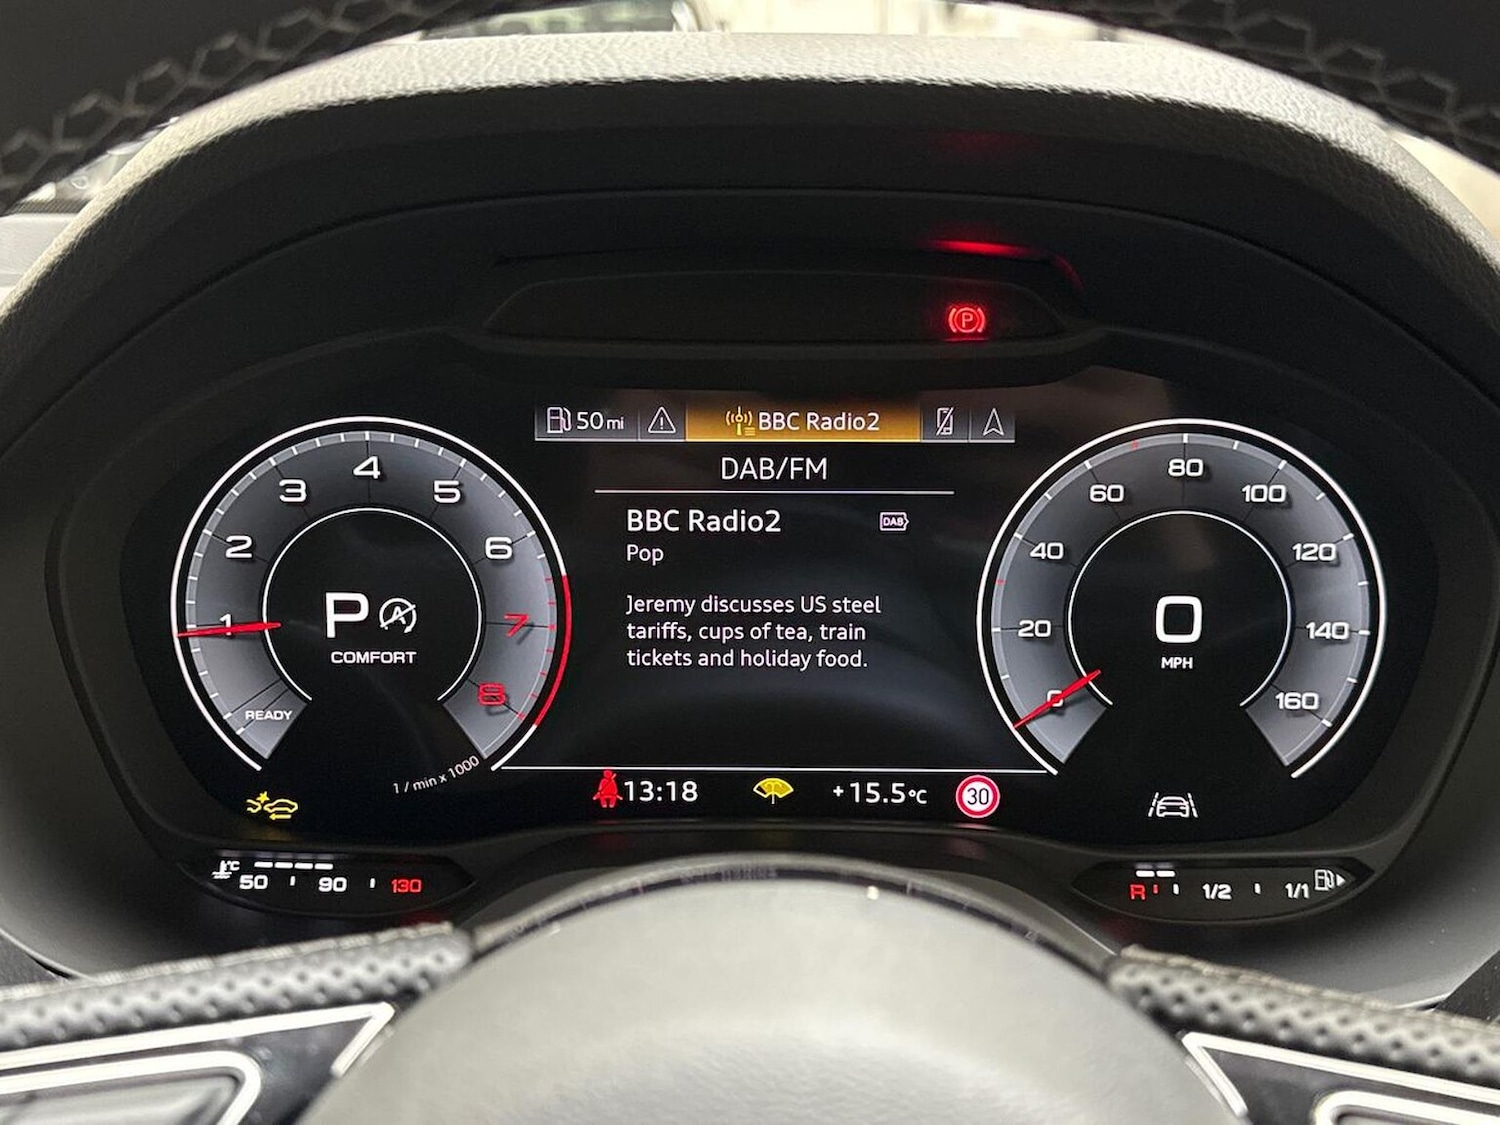 P
50 mi
BBC Radio2
DAB/FM
BBC Radio2
DAB
Pop
Jeremy discusses US steel
tariffs, cups of tea, train
tickets and holiday food.
READY
1
2
3
4
5
6
7
8
1 / min x 1000
P A
COMFORT
0
20
40
60
80
100
120
140
160
0
MPH
13:18
+15.5°C
30
°C
50 90 130
R 1/2 1/1